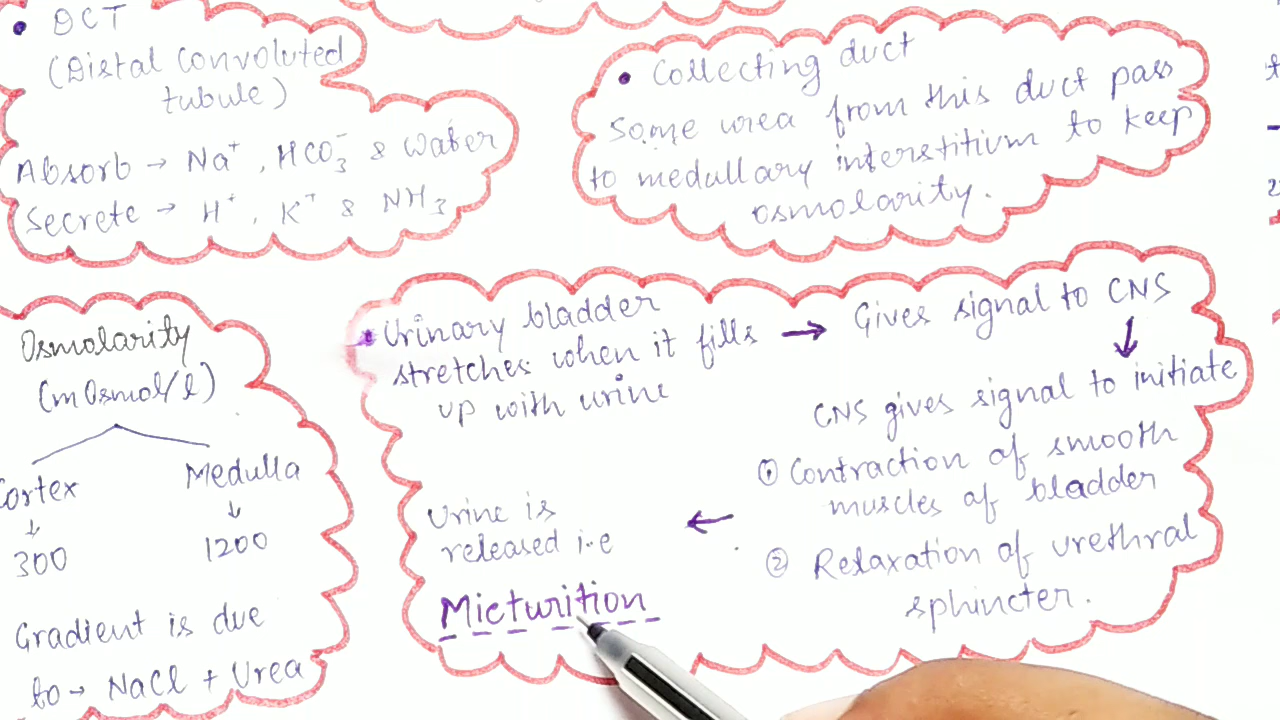 DCT
(Distal convoluted
tubule)
Absorb → Na⁺, HCO₃⁻ & Water
Secrete → H⁺, K⁺ & NH₃
Collecting duct
Some urea from this duct pass
to medullary interstitium to keep
osmolarity.
Osmolarity
(mOsmol/l)
Cortex
↓
300
Medulla
↓
1200
Gradient is due
to → NaCl + Urea
Urinary bladder
stretches when it fills
up with urine
→ Gives signal to CNS
↓
CNS gives signal to initiate
① Contraction of smooth
muscles of bladder
② Relaxation of urethral
sphincter.
←
Urine is
released i.e
Micturition